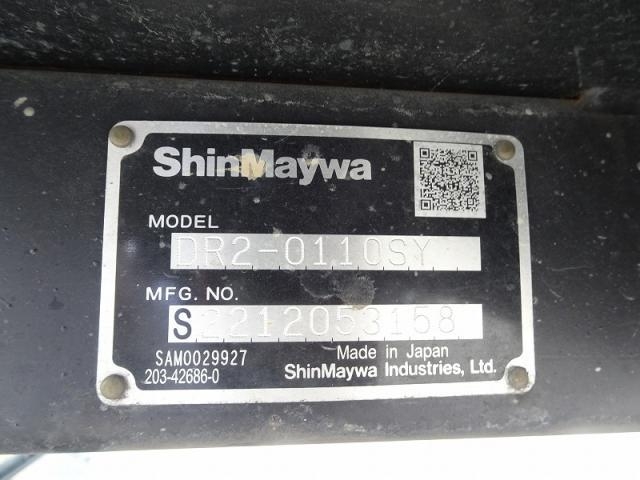 ShinMaywa
MODEL
DR2-0110SY
MFG. NO.
S2212053158
SAM0029927
Made in Japan
203-42686-0
ShinMaywa Industries, Ltd.